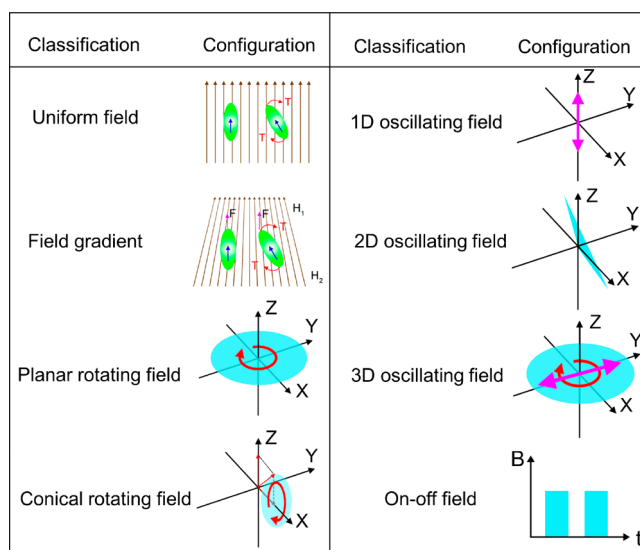 Classification Configuration Classification Configuration
Uniform field
T
T
1D oscillating field
Z
Y
X
Field gradient
F
F
H1
T
T
H2
2D oscillating field
Z
Y
X
Planar rotating field
Z
Y
X
3D oscillating field
Z
Y
X
Conical rotating field
Z
Y
X
On-off field
B
t